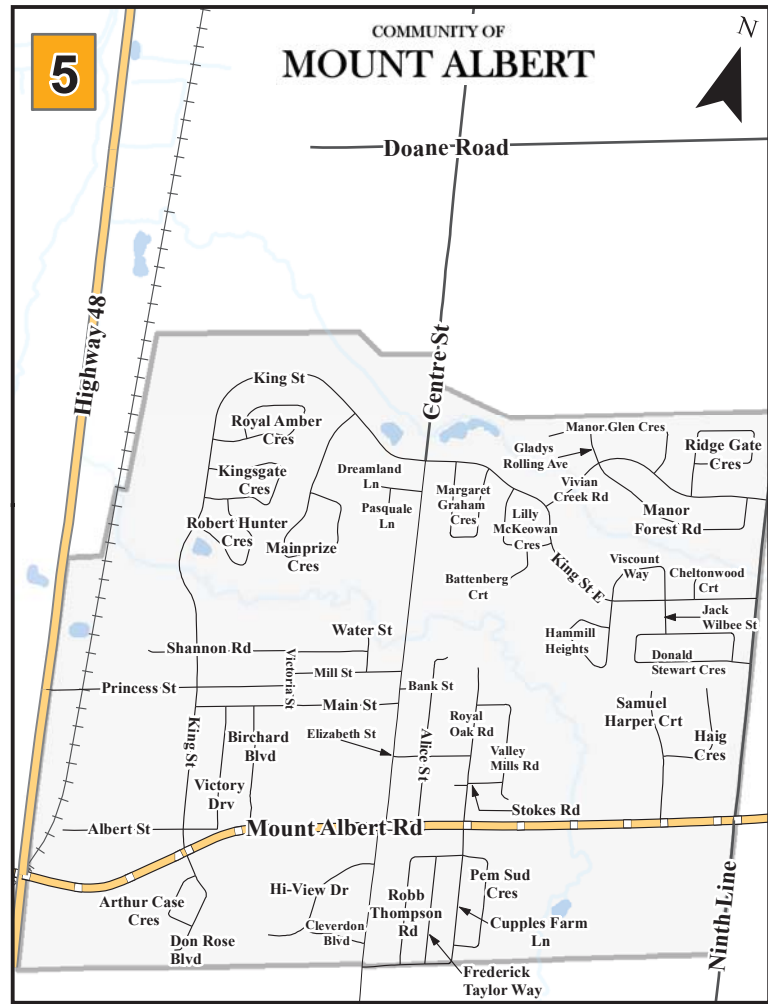 5
COMMUNITY OF
MOUNT ALBERT
N
Doane Road
Highway 48
Centre St
King St
Royal Amber
Cres
Kingsgate
Cres
Robert Hunter
Cres
Mainprize
Cres
Dreamland
Ln
Pasquale
Ln
Margaret
Graham
Cres
Manor Glen Cres
Gladys
Rolling Ave
Ridge Gate
Cres
Vivian
Creek Rd
Manor
Forest Rd
Lilly
McKeowan
Cres
Battenberg
Crt
King St E
Viscount
Way
Cheltonwood
Crt
Jack
Wilbee St
Hammill
Heights
Donald
Stewart Cres
Water St
Shannon Rd
Victoria St
Mill St
Princess St
Main St
Bank St
King St
Birchard
Blvd
Elizabeth St
Alice St
Royal
Oak Rd
Valley
Mills Rd
Samuel
Harper Crt
Haig
Cres
Victory
Drv
Stokes Rd
Albert St
Mount Albert Rd
Arthur Case
Cres
Don Rose
Blvd
Hi-View Dr
Cleverdon
Blvd
Robb
Thompson
Rd
Pem Sud
Cres
Cupples Farm
Ln
Frederick
Taylor Way
Ninth Line